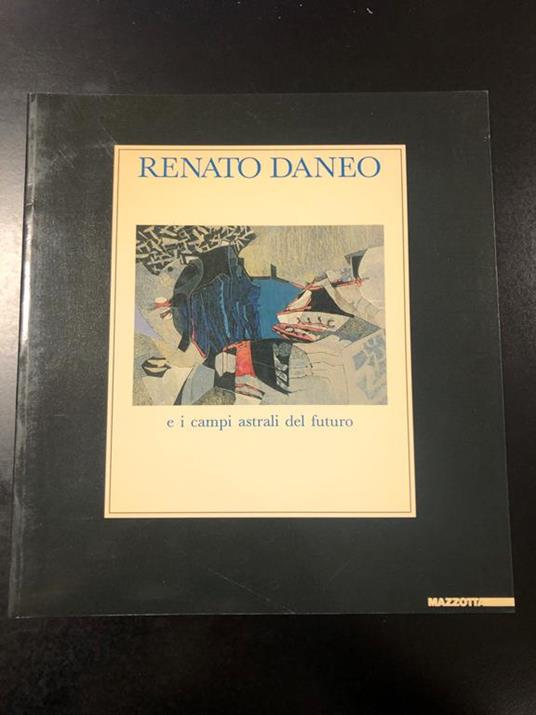 RENATO DANEO
e i campi astrali del futuro
MAZZOTTA